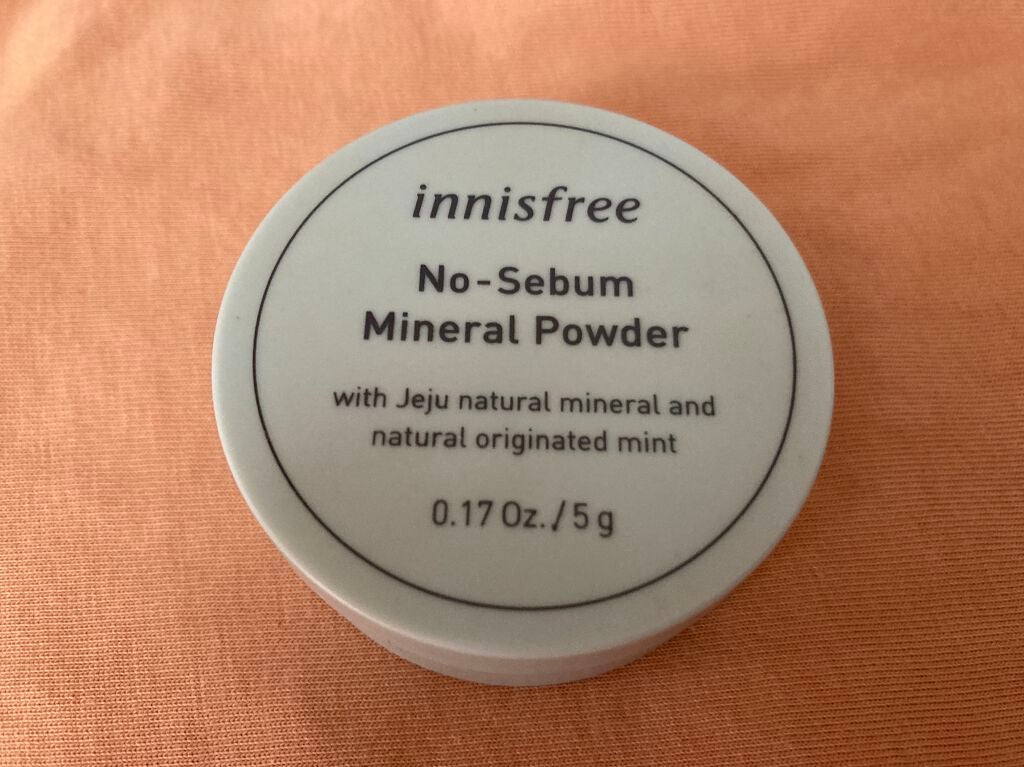 innisfree
No-Sebum
Mineral Powder
with Jeju natural mineral and
natural originated mint
0.17 Oz./5 g